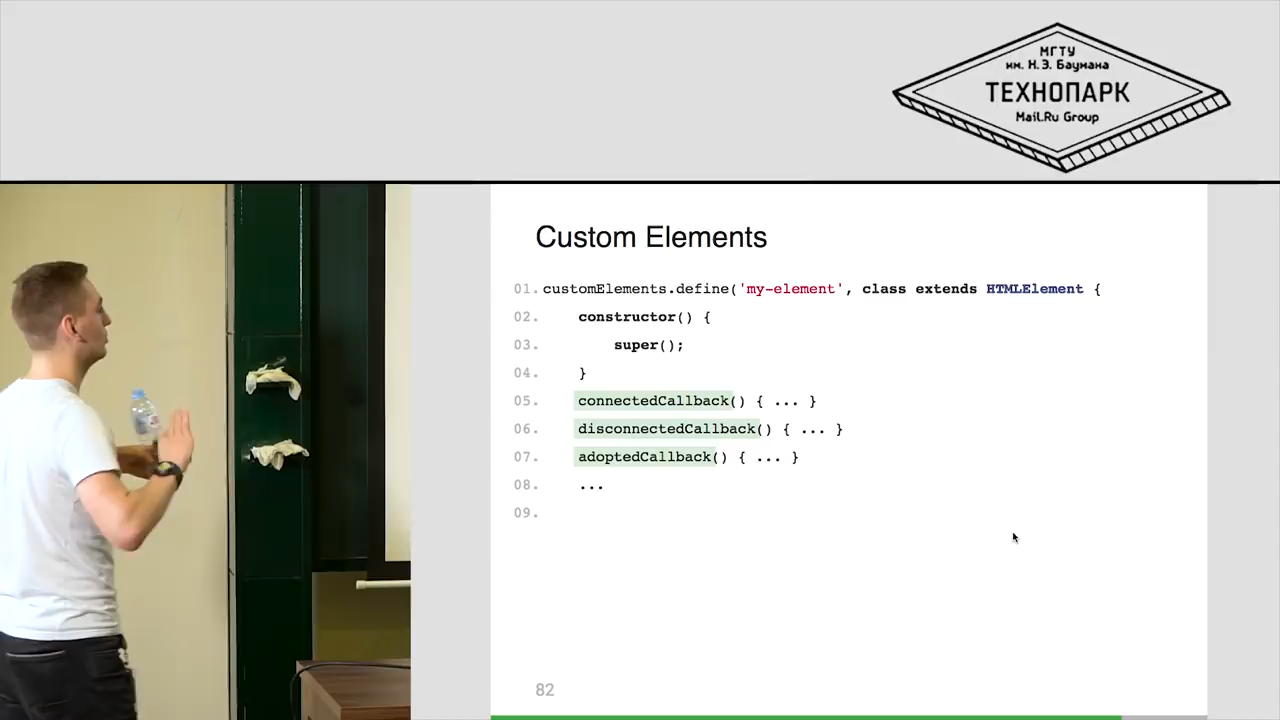 МГТУ
им. Н.Э. Баумана
ТЕХНОПАРК
Mail.Ru Group
Custom Elements
01. customElements.define('my-element', class extends HTMLElement {
02. constructor() {
03. super();
04. }
05. connectedCallback() { ... }
06. disconnectedCallback() { ... }
07. adoptedCallback() { ... }
08. ...
09.
82